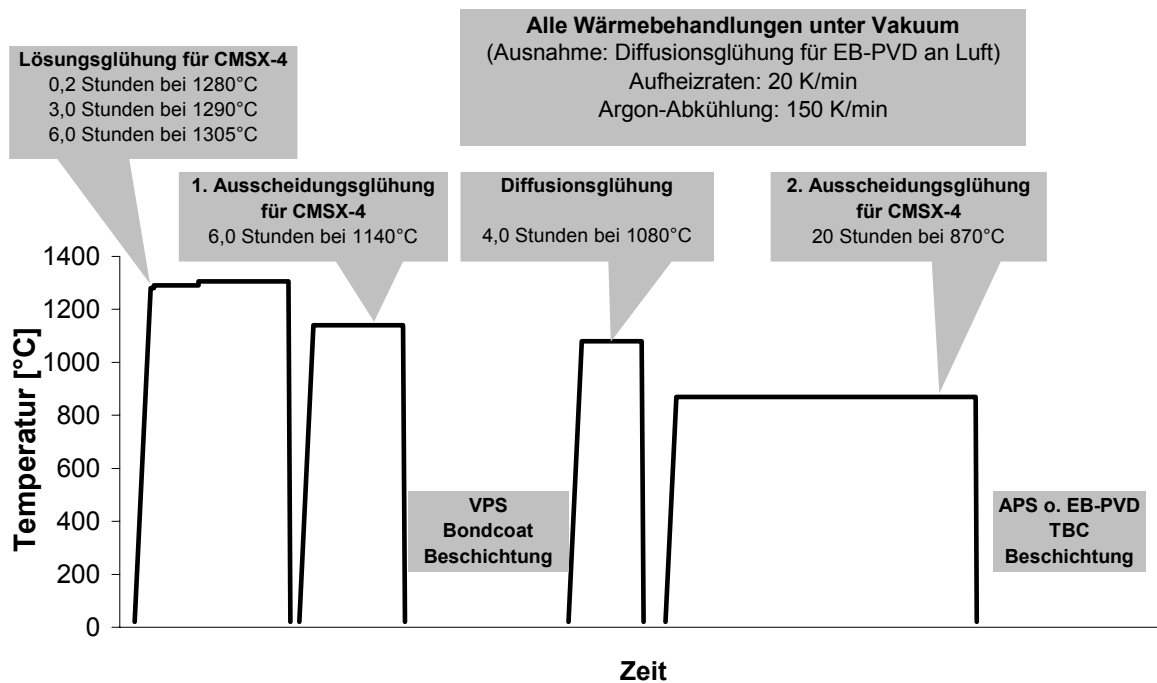 Alle Wärmebehandlungen unter Vakuum
(Ausnahme: Diffusionsglühung für EB-PVD an Luft)
Aufheizraten: 20 K/min
Argon-Abkühlung: 150 K/min
Lösungsglühung für CMSX-4
0,2 Stunden bei 1280°C
3,0 Stunden bei 1290°C
6,0 Stunden bei 1305°C
1. Ausscheidungsglühung
für CMSX-4
6,0 Stunden bei 1140°C
Diffusionsglühung
4,0 Stunden bei 1080°C
2. Ausscheidungsglühung
für CMSX-4
20 Stunden bei 870°C
Temperatur [°C]
1400
1200
1000
800
600
400
200
0
VPS
Bondcoat
Beschichtung
APS o. EB-PVD
TBC
Beschichtung
Zeit